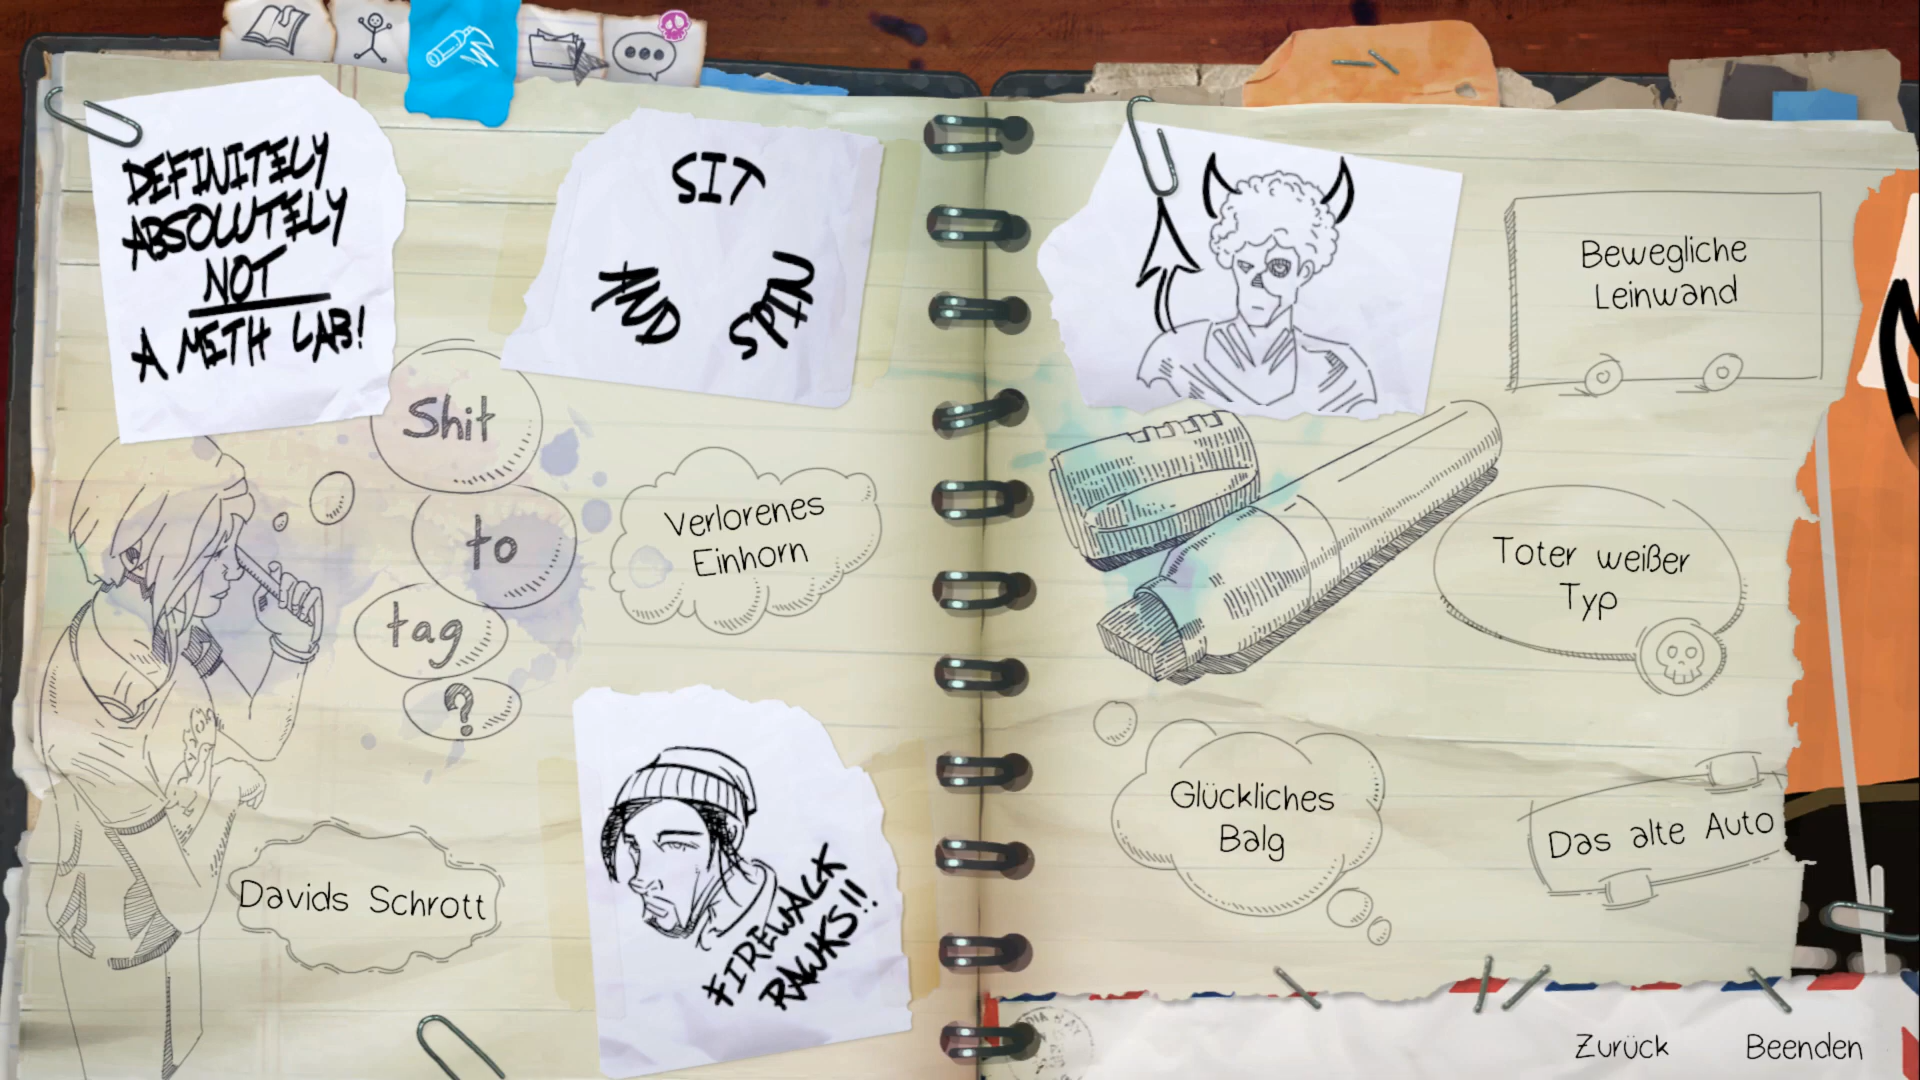 DEFINITELY
ABSOLUTELY
NOT
A METH LAB!
SIT
AND
SPIN
Bewegliche
Leinwand
Shit
to
tag
?
Verlorenes
Einhorn
Toter weißer
Typ
Davids Schrott
FIREWALK
RAWKS!!
Glückliches
Balg
Das alte Auto
Zurück
Beenden